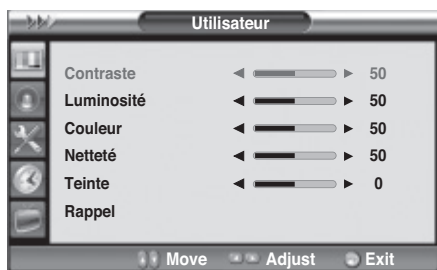 Utilisateur
Contraste 50
Luminosité 50
Couleur 50
Netteté 50
Teinte 0
Rappel
Move Adjust Exit